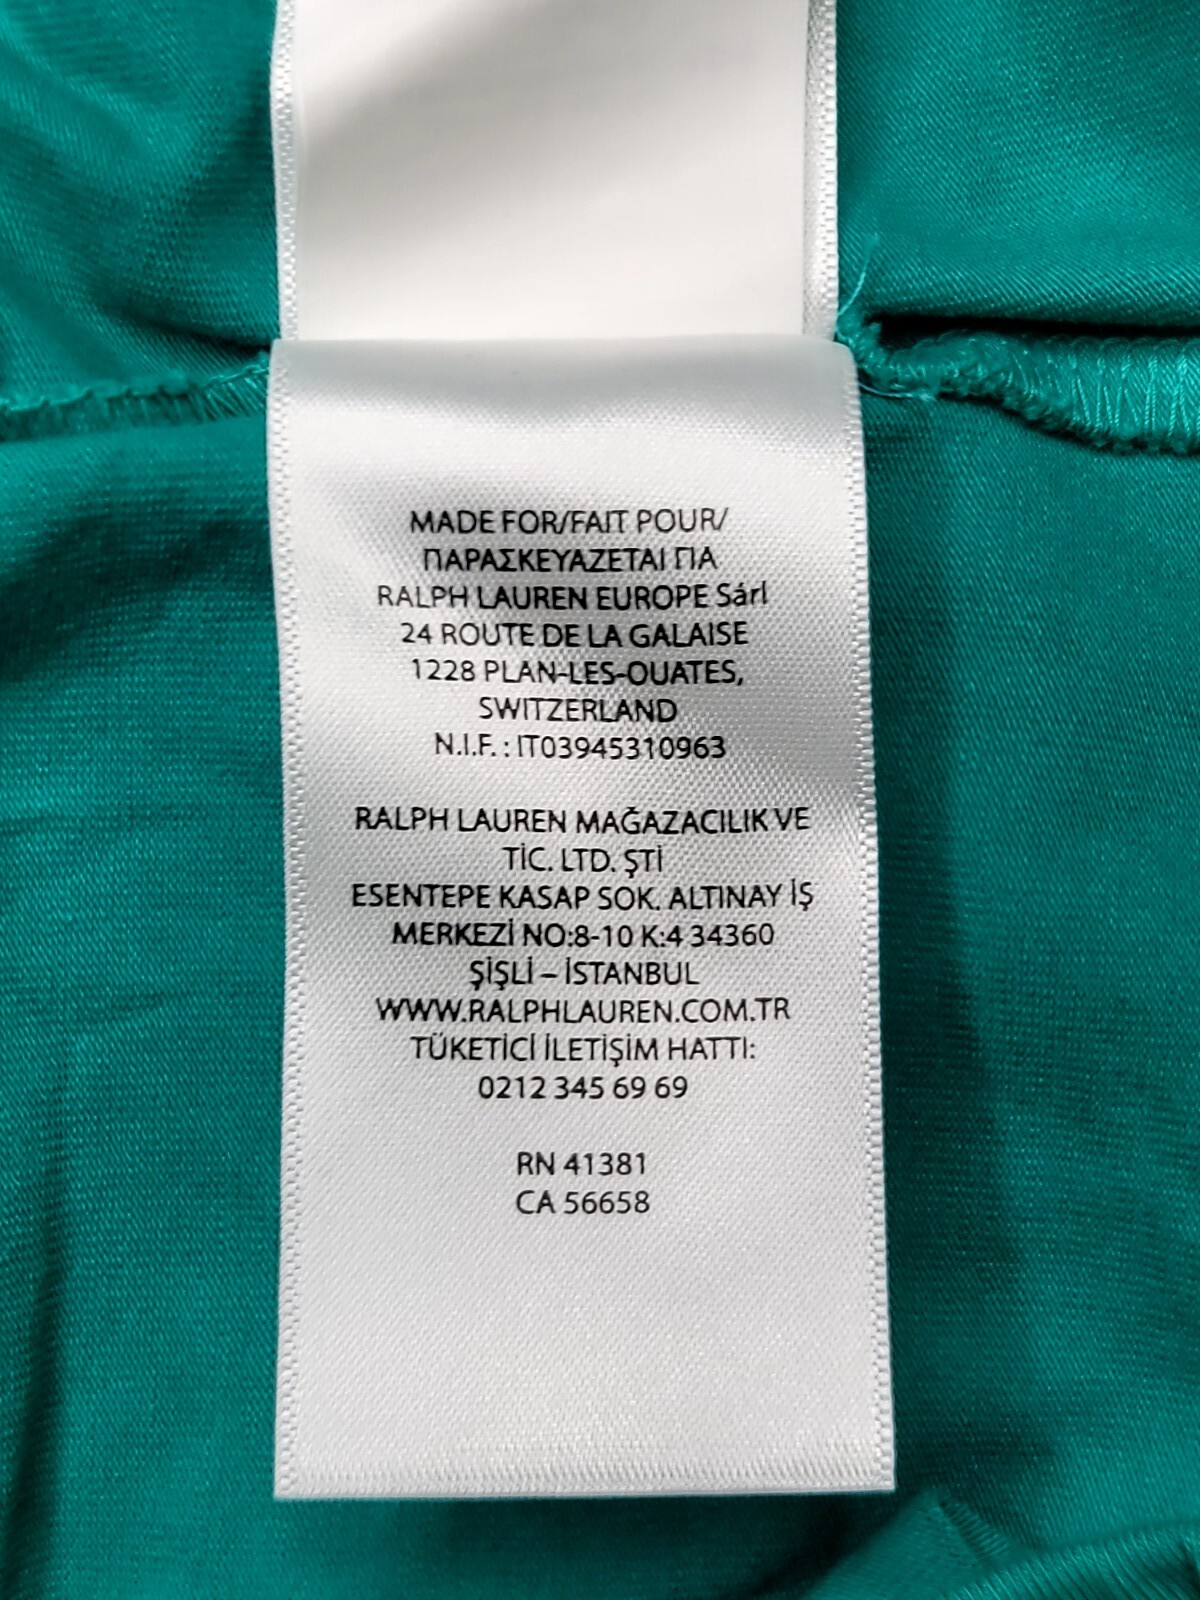 MADE FOR/FAIT POUR/
ΠΑΡΑΣΚΕΥΑΖΕΤΑΙ ΓΙΑ
RALPH LAUREN EUROPE Sárl
24 ROUTE DE LA GALAISE
1228 PLAN-LES-OUATES,
SWITZERLAND
N.I.F. : IT03945310963
RALPH LAUREN MAĞAZACILIK VE
TİC. LTD. ŞTİ
ESENTEPE KASAP SOK. ALTINAY İŞ
MERKEZİ NO:8-10 K:4 34360
ŞİŞLİ – İSTANBUL
WWW.RALPHLAUREN.COM.TR
TÜKETİCİ İLETİŞİM HATTI:
0212 345 69 69
RN 41381
CA 56658